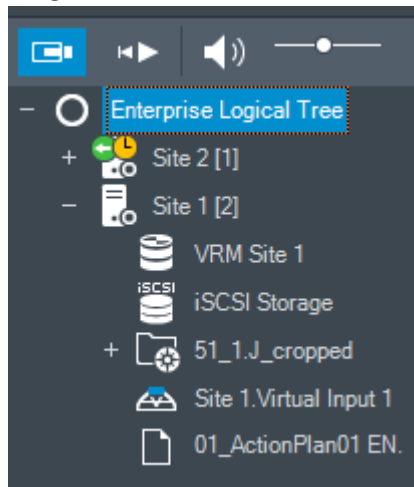 Enterprise Logical Tree
Site 2 [1]
Site 1 [2]
VRM Site 1
iSCSI
iSCSI Storage
51_1.J_cropped
Site 1.Virtual Input 1
01_ActionPlan01 EN.